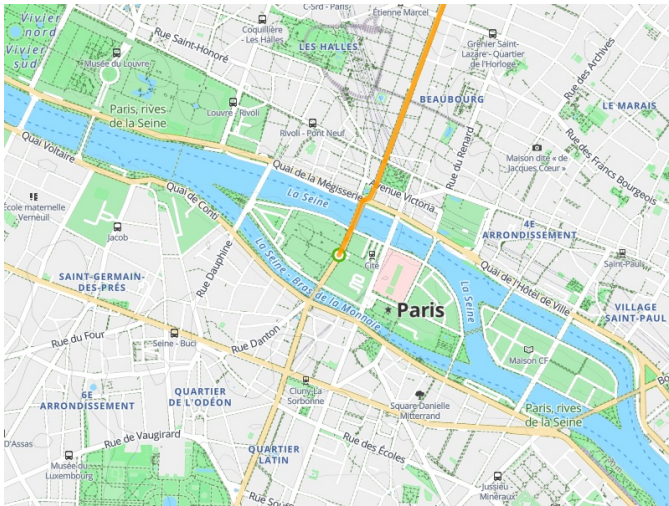 C-Srd - Paris
Étienne Marcel
Vivier
nord
Vivier
sud
Coquillière
- Les Halles
LES HALLES
Grenier Saint-
Lazare - Quartier
de l'Horloge
Rue Saint-Honoré
Rue des Archives
Musée du Louvre
BEAUBOURG
LE MARAIS
Paris, rives
de la Seine
Louvre - Rivoli
Rivoli - Pont Neuf
Rue du Renard
Maison dite « de
Jacques Cœur »
Rue des Francs Bourgeois
Quai Voltaire
Quai de la Mégisserie
Avenue Victoria
École maternelle
Verneuil
Quai de Conti
La Seine
4E
ARRONDISSEMENT
Jacob
Rue Dauphine
La Seine - Bras de la Monnaie
Cité
Saint-Paul
Quai de l'Hôtel de Ville
SAINT-GERMAIN-
DES-PRÉS
La Seine
Paris
VILLAGE
SAINT-PAUL
Rue du Four
Seine - Buci
Rue Danton
Maison CF
6E
ARRONDISSEMENT
QUARTIER
DE L'ODÉON
Cluny-La
Sorbonne
Square Danielle
Mitterrand
Paris, rives
de la Seine
D'Assas
Rue de Vaugirard
Rue des Écoles
QUARTIER
LATIN
Musée du
Luxembourg
Jussieu
Minéraux